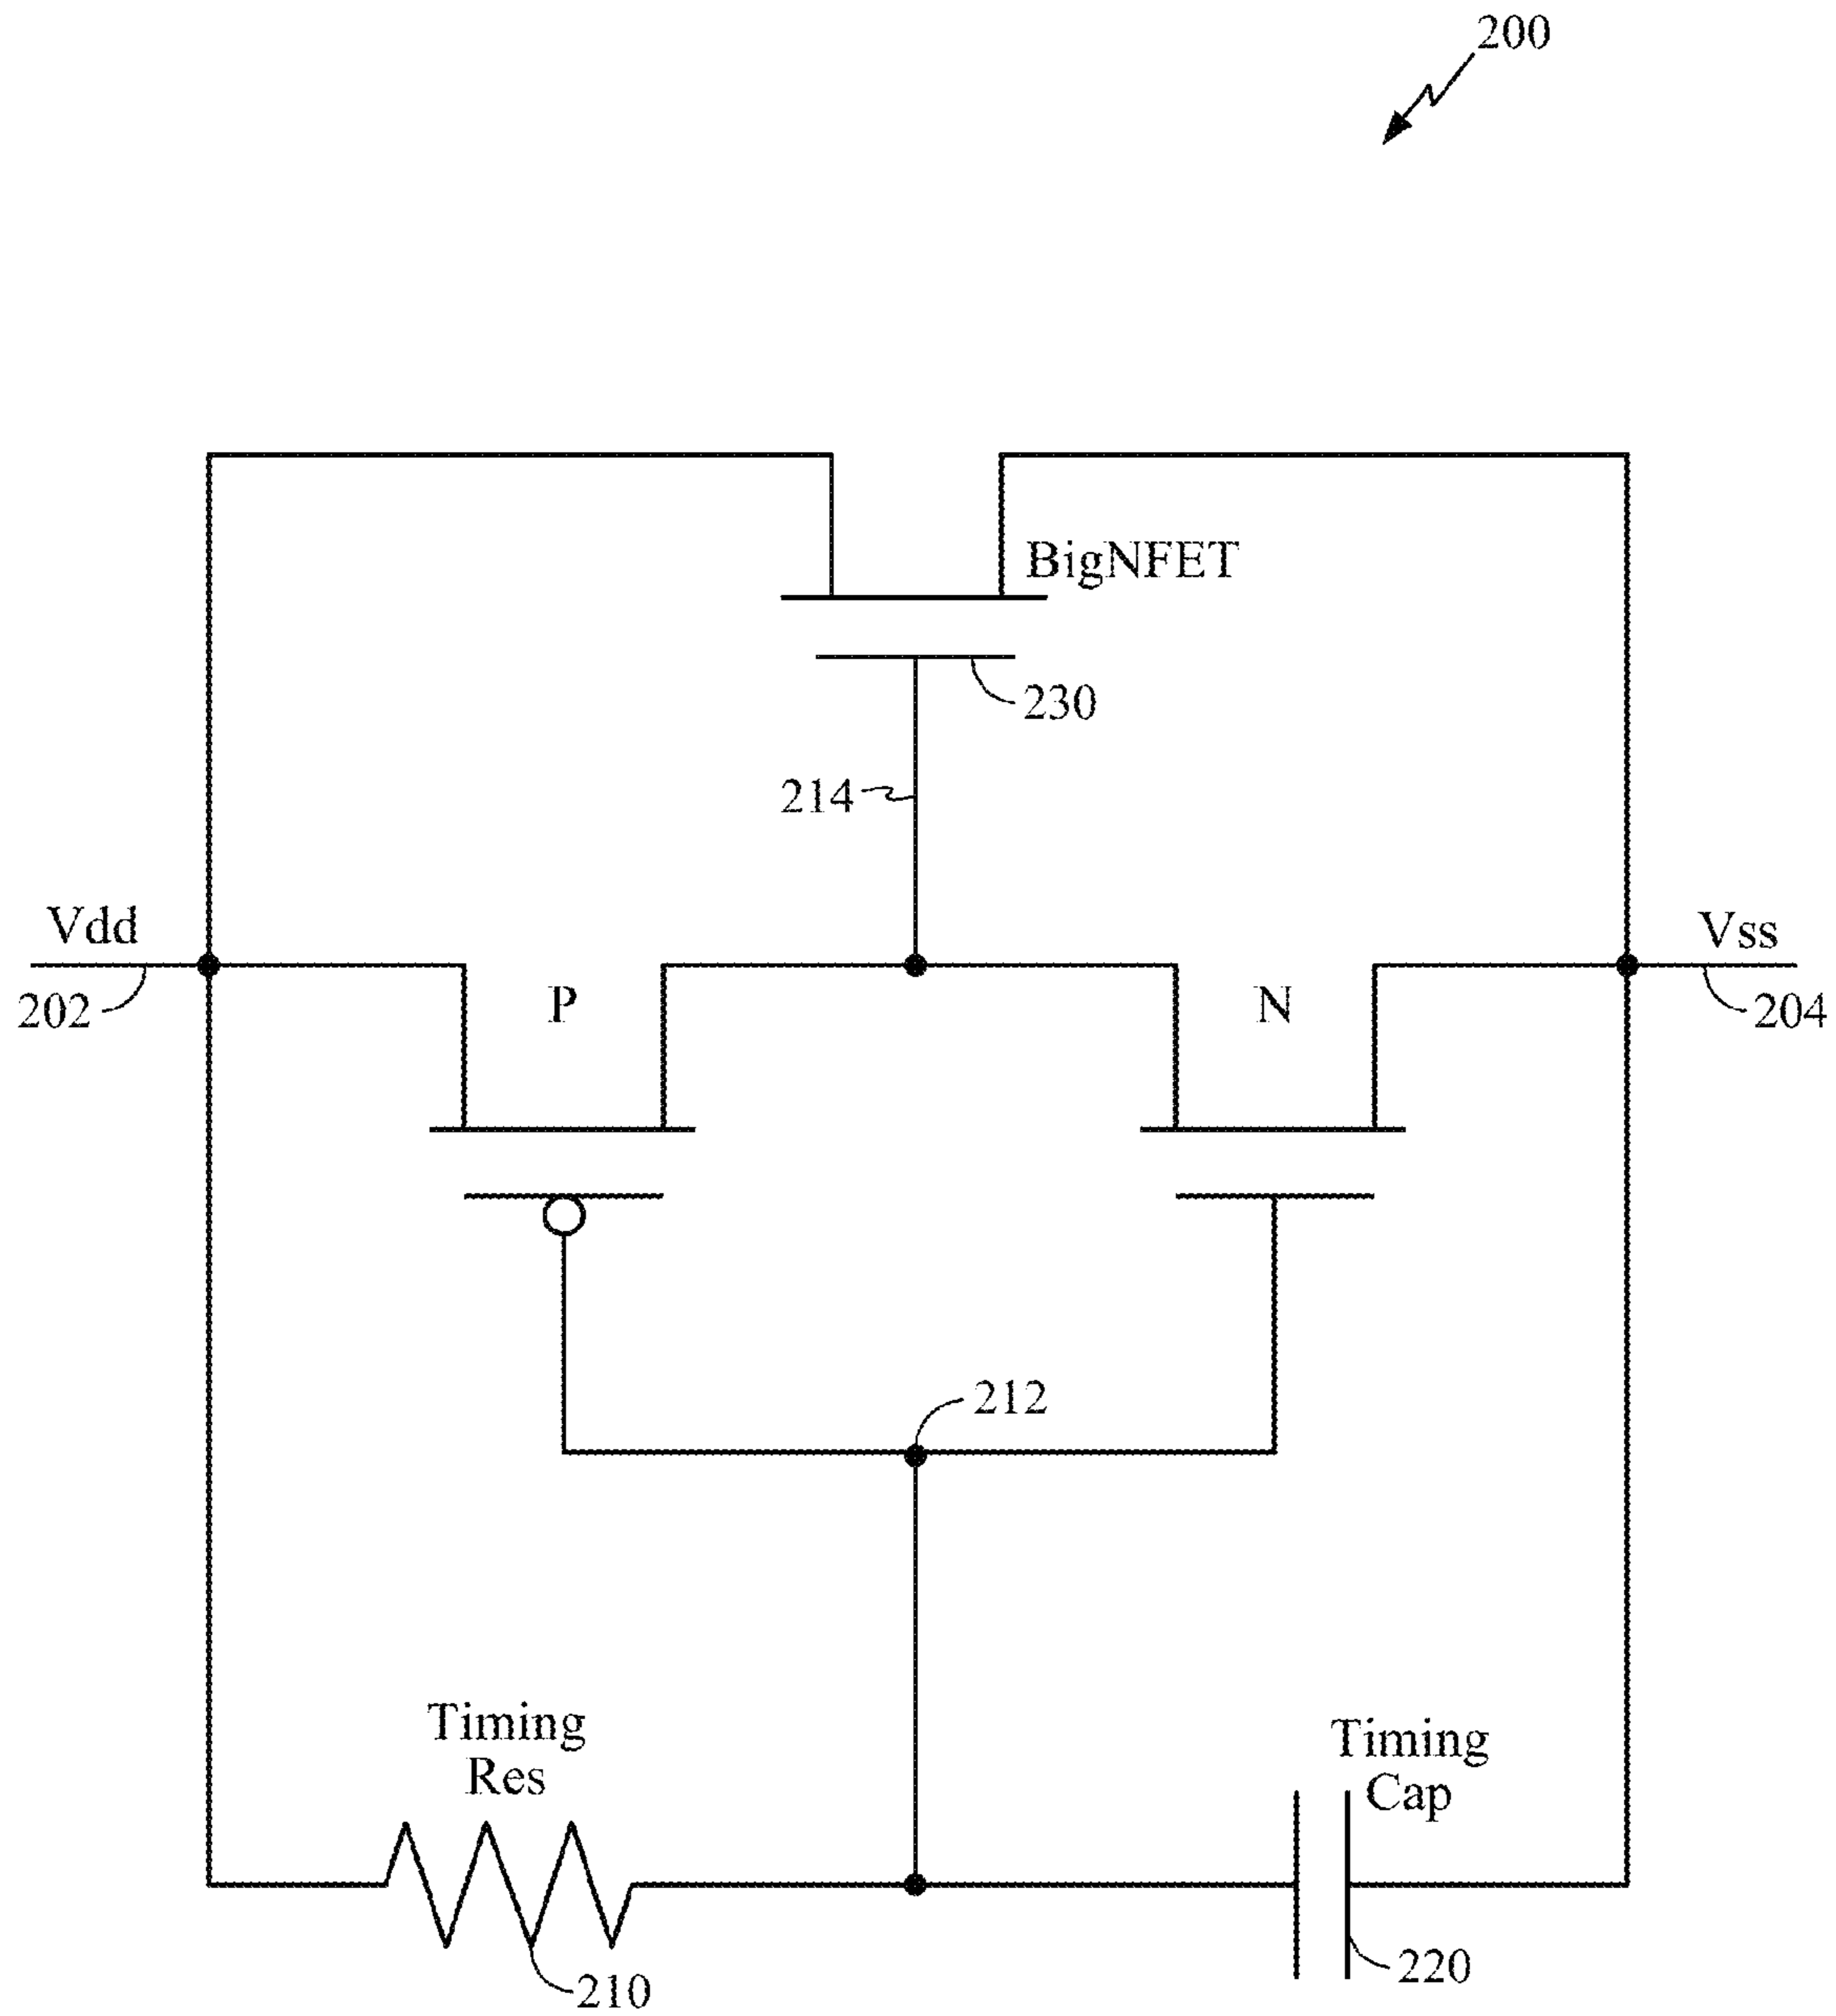 200
BigNFET
230
214
Vdd
Vss
202
P
N
204
212
Timing
Res
Timing
Cap
210
220